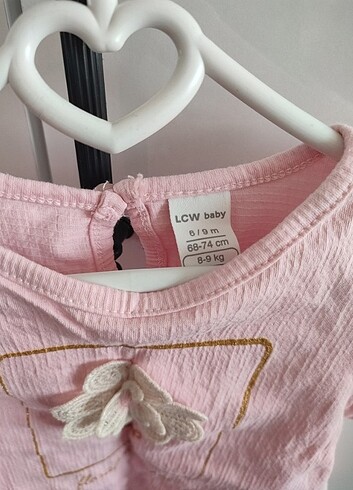 LCW baby
6 / 9 m
68-74 cm
8-9 kg